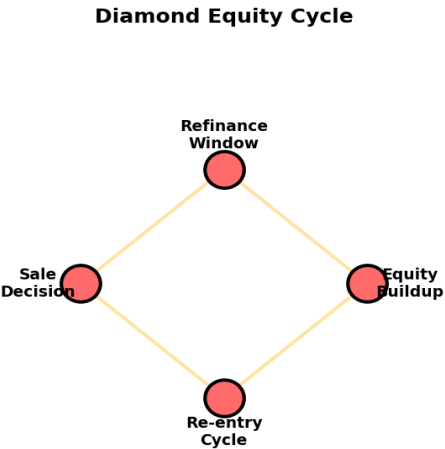 Diamond Equity Cycle
Refinance
Window
Sale
Decision
Equity
Buildup
Re-entry
Cycle